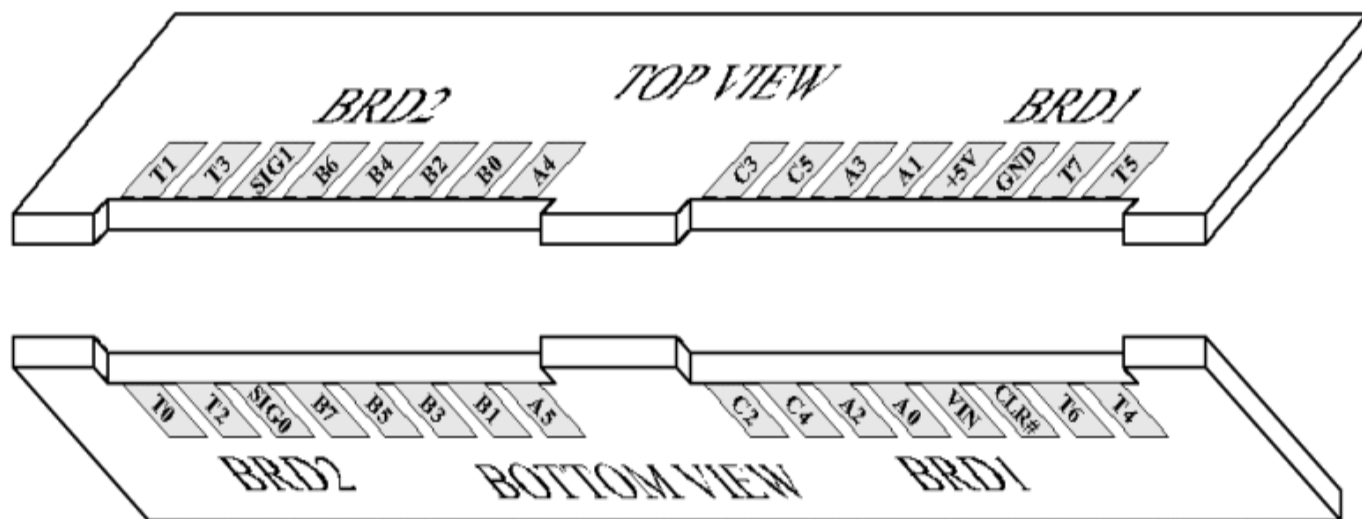 TOP VIEW
BRD2 BRD1
T1 T3 SIG1 B6 B4 B2 B0 A4 C3 C5 A3 A1 +5V GND T7 T5
T0 T2 SIG0 B7 B5 B3 B1 A5 C2 C4 A2 A0 VIN CLR# T6 T4
BRD2 BOTTOM VIEW BRD1